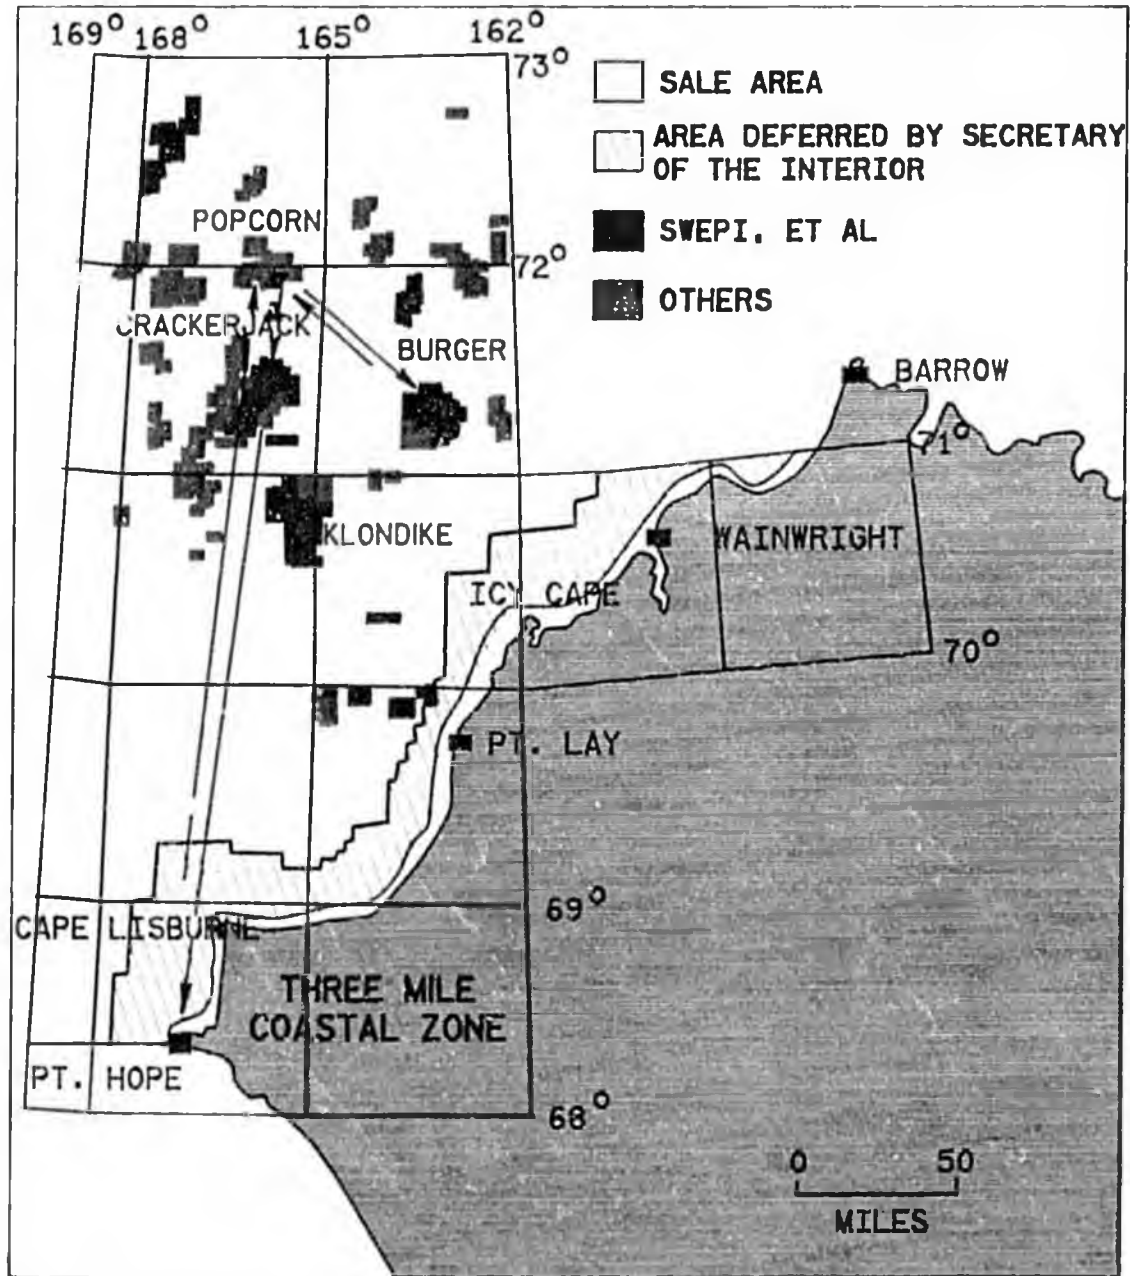 169° 168° 165° 162°
73°
SALE AREA
AREA DEFERRED BY SECRETARY
OF THE INTERIOR
POPCORN
SWEPI. ET AL
72°
OTHERS
CRACKERJACK
BURGER
BARROW
71°
KLONDIKE
WAINWRIGHT
ICY CAPE
70°
PT. LAY
69°
CAPE LISBURNE
THREE MILE
COASTAL ZONE
PT. HOPE
68°
0 50
MILES